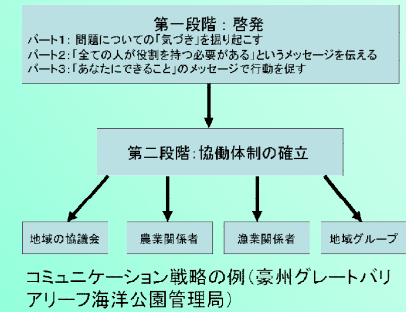 第一段階：啓発
パート1：問題についての「気づき」を掘り起こす
パート2：「全ての人が役割を持つ必要がある」というメッセージを伝える
パート3：「あなたにできること」のメッセージで行動を促す
第二段階：協働体制の確立
地域の協議会
農業関係者
漁業関係者
地域グループ
コミュニケーション戦略の例（豪州グレートバリ
アリーフ海洋公園管理局）